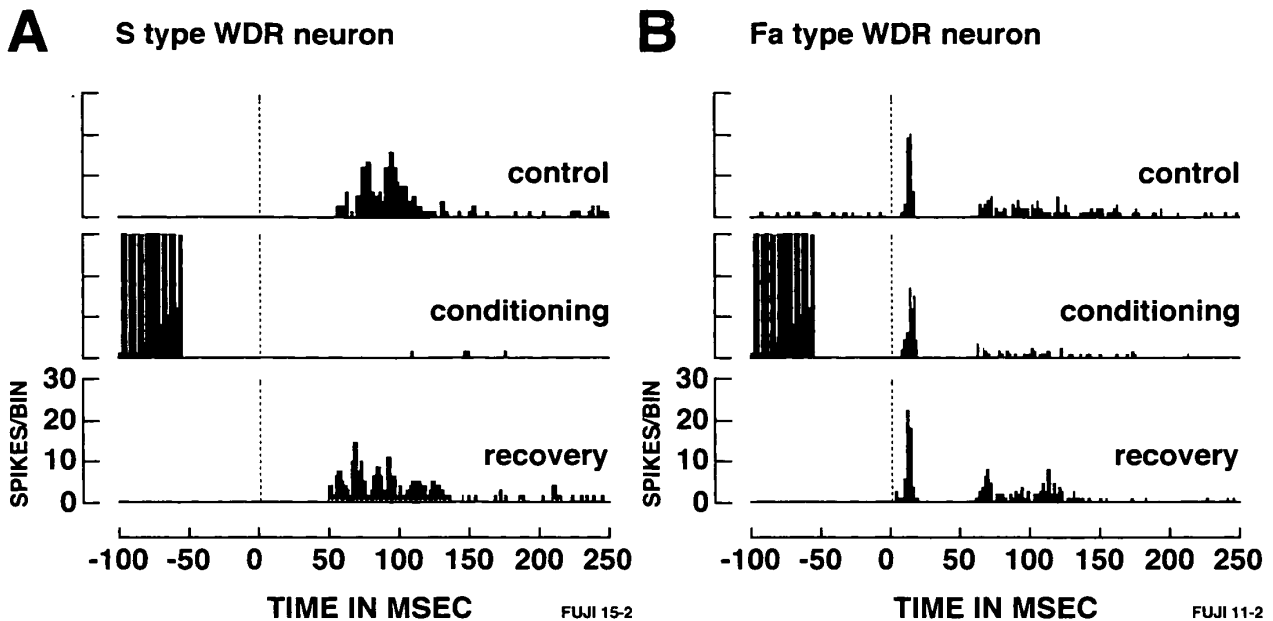 A
S type WDR neuron
control
conditioning
recovery
SPIKES/BIN
30
20
10
0
-100 -50 0 50 100 150 200 250
TIME IN MSEC
FUJI 15-2
B
Fa type WDR neuron
control
conditioning
recovery
SPIKES/BIN
30
20
10
0
-100 -50 0 50 100 150 200 250
TIME IN MSEC
FUJI 11-2